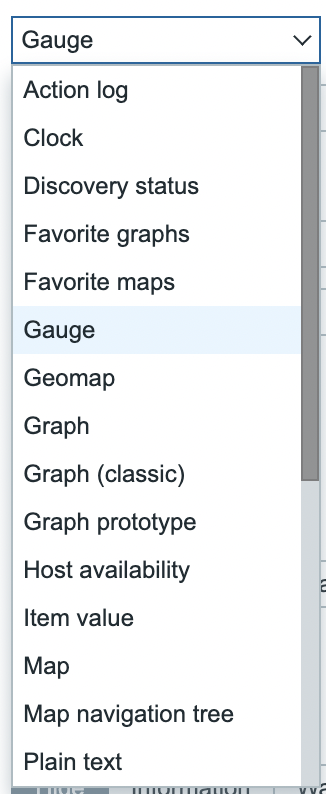 Gauge
Action log
Clock
Discovery status
Favorite graphs
Favorite maps
Gauge
Geomap
Graph
Graph (classic)
Graph prototype
Host availability
Item value
Map
Map navigation tree
Plain text